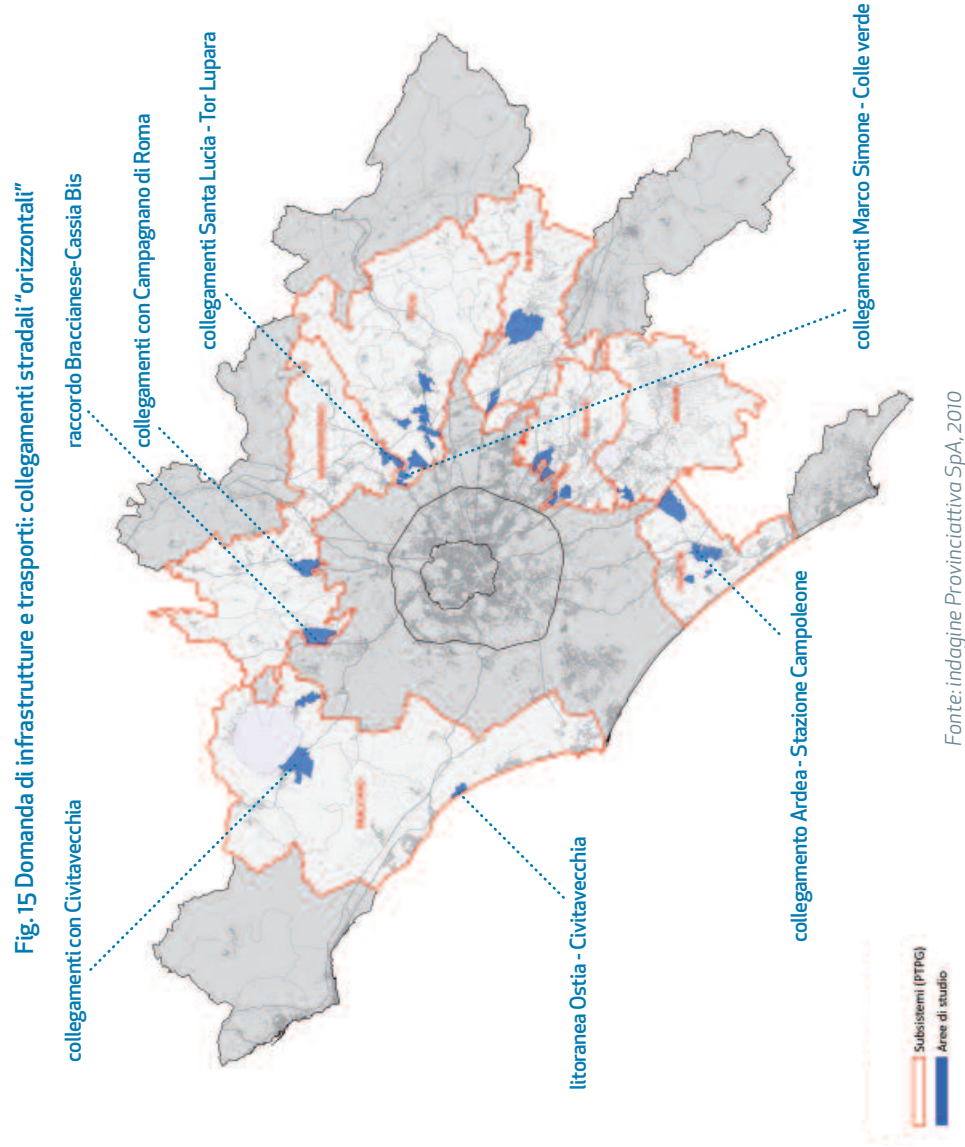 Fig.15 Domanda di infrastrutture e trasporti: collegamenti stradali "orizzontali"
collegamenti con Civitavecchia
raccordo Braccianese-Cassia Bis
collegamenti con Campagnano di Roma
collegamenti Santa Lucia - Tor Lupara
litoranea Ostia - Civitavecchia
collegamento Ardea - Stazione Campoleone
collegamenti Marco Simone - Colle verde
Subsistemi (PTPG)
Aree di studio
Fonte: indagine Provinciattiva SpA, 2010